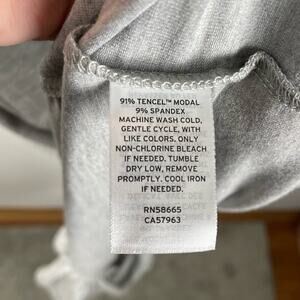 91% TENCEL™ MODAL
9% SPANDEX
MACHINE WASH COLD,
GENTLE CYCLE, WITH
LIKE COLORS. ONLY
NON-CHLORINE BLEACH
IF NEEDED. TUMBLE
DRY LOW, REMOVE
PROMPTLY. COOL IRON
IF NEEDED.
RN58665
CA57963